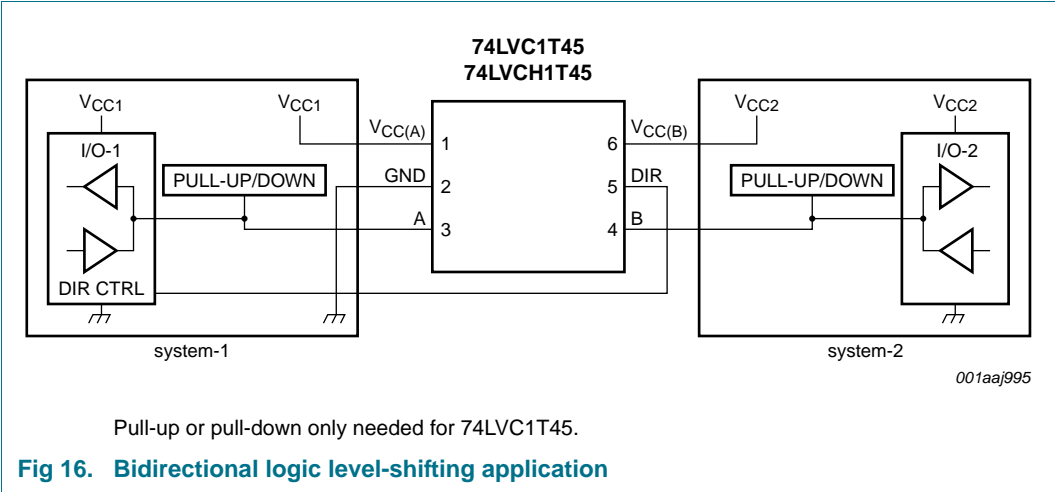 74LVC1T45
74LVCH1T45
VCC1
VCC1
VCC(A)
1
6
VCC(B)
VCC2
VCC2
I/O-1
PULL-UP/DOWN
GND
2
5
DIR
PULL-UP/DOWN
I/O-2
A
3
4
B
DIR CTRL
system-1
system-2
001aaj995
Pull-up or pull-down only needed for 74LVC1T45.
Fig 16. Bidirectional logic level-shifting application